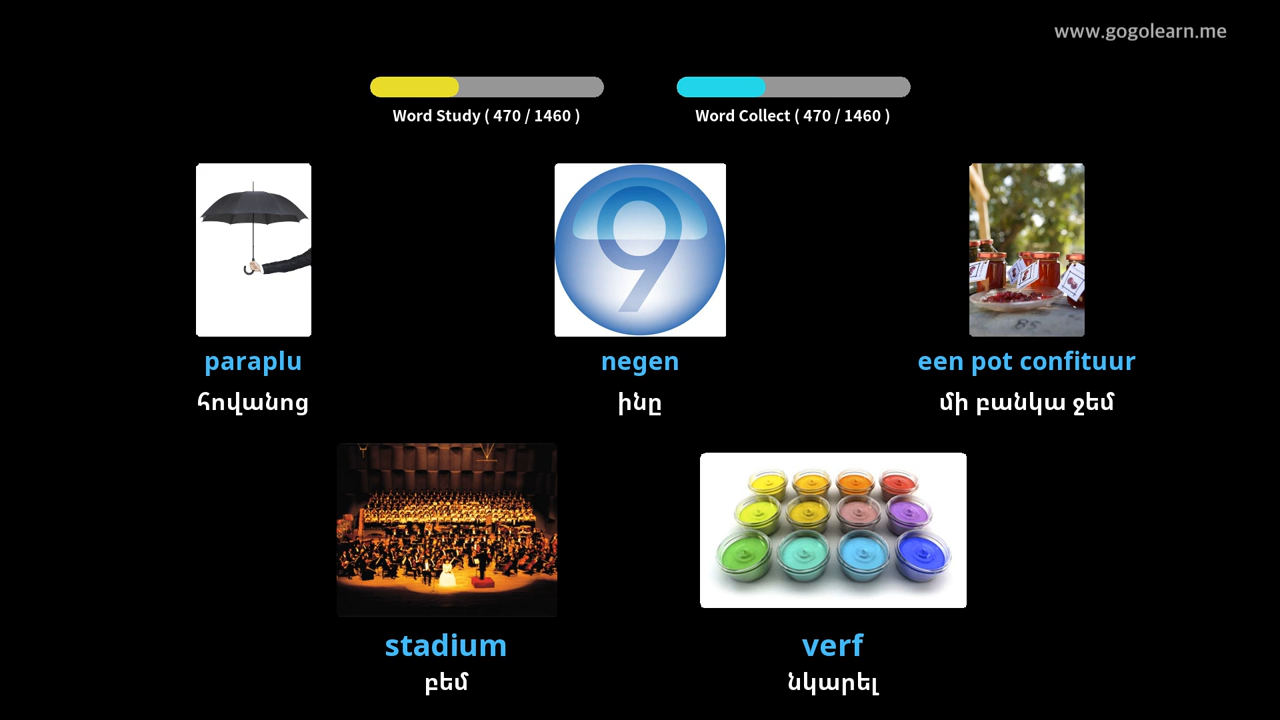 www.gogolearn.me
Word Study ( 470 / 1460 )
Word Collect ( 470 / 1460 )
9
paraplu
negen
een pot confituur
հովանոց
ինը
մի բանկա ջեմ
stadium
verf
բեմ
նկարել